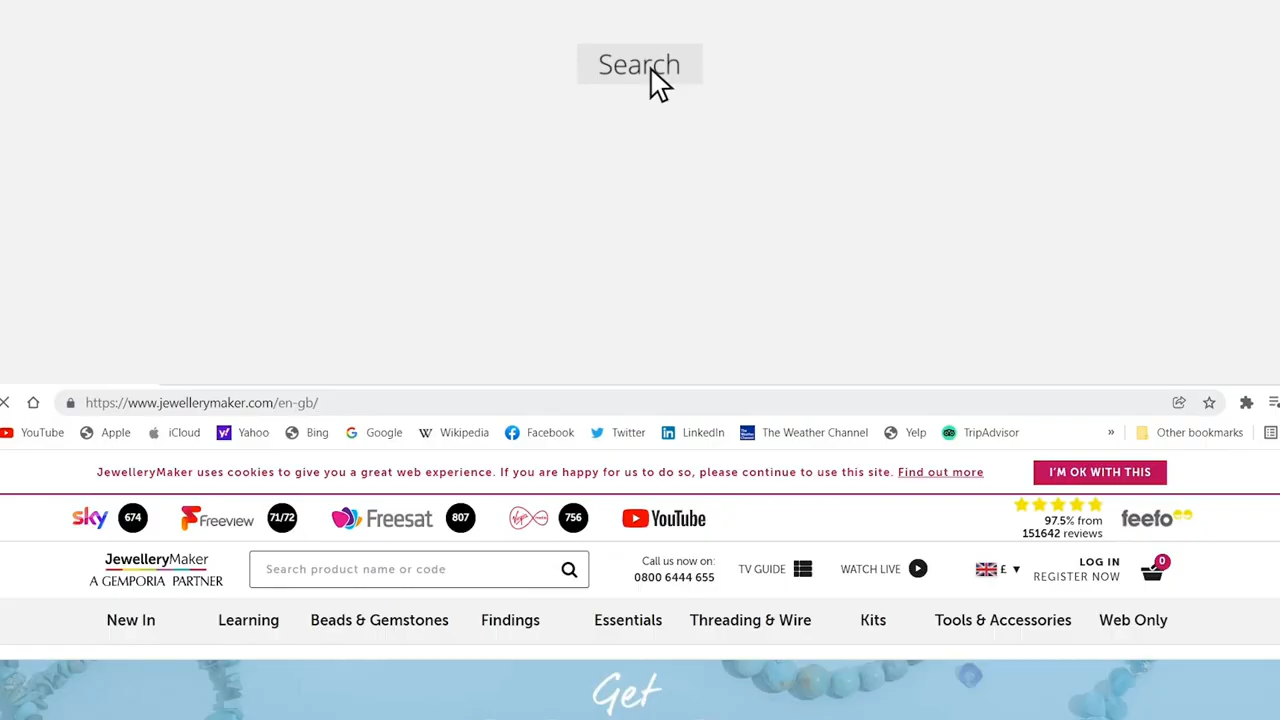 Search
https://www.jewellerymaker.com/en-gb/
YouTube Apple iCloud Yahoo Bing Google Wikipedia Facebook Twitter LinkedIn The Weather Channel Yelp TripAdvisor » Other bookmarks
JewelleryMaker uses cookies to give you a great web experience. If you are happy for us to do so, please continue to use this site. Find out more I'M OK WITH THIS
sky 674 Freeview 71/72 Freesat 807 Virgin media 756 YouTube
97.5% from
151642 reviews
feefo
JewelleryMaker
A GEMPORIA PARTNER
Search product name or code
Call us now on:
0800 6444 655
TV GUIDE WATCH LIVE £ ▼
LOG IN
REGISTER NOW
0
New In Learning Beads & Gemstones Findings Essentials Threading & Wire Kits Tools & Accessories Web Only
Get